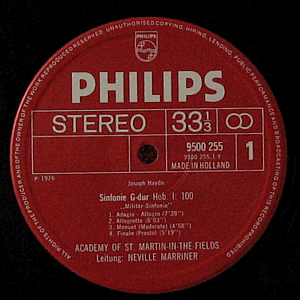 ALL RIGHTS OF THE PRODUCER AND OF THE OWNER OF THE WORK REPRODUCED RESERVED. UNAUTHORISED COPYING, HIRING, LENDING, PUBLIC PERFORMANCE AND BROADCASTING OF THIS RECORD PROHIBITED
PHILIPS
PHILIPS
STEREO 33 1/3
9500 255
9500 255.1 Y
MADE IN HOLLAND
1
P 1976
Joseph Haydn
Sinfonie G-dur Hob. I: 100
„Militär-Sinfonie"
1. Adagio - Allegro (7'39")
2. Allegretto (6'03")
3. Menuet (Moderato) (4'58")
4. Finale (Presto) (5'19")
ACADEMY OF ST. MARTIN-IN-THE-FIELDS
Leitung: NEVILLE MARRINER